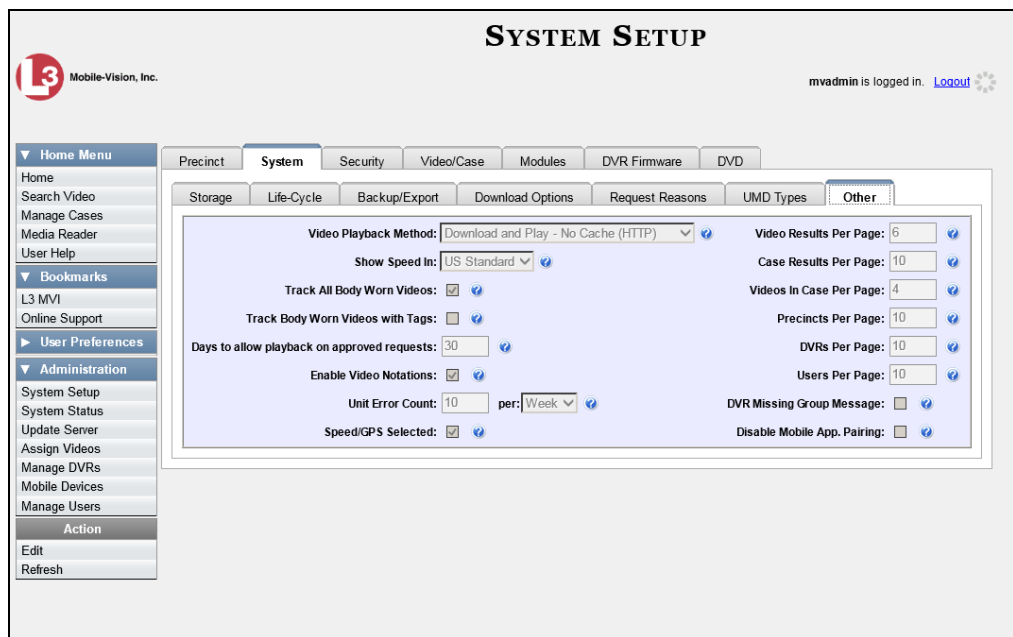 SYSTEM SETUP
L3 Mobile-Vision, Inc.
mvadmin is logged in. Logout
▼ Home Menu
Home
Search Video
Manage Cases
Media Reader
User Help
▼ Bookmarks
L3 MVI
Online Support
▶ User Preferences
▼ Administration
System Setup
System Status
Update Server
Assign Videos
Manage DVRs
Mobile Devices
Manage Users
Action
Edit
Refresh
Precinct System Security Video/Case Modules DVR Firmware DVD
Storage Life-Cycle Backup/Export Download Options Request Reasons UMD Types Other
Video Playback Method: Download and Play - No Cache (HTTP) ?
Show Speed In: US Standard ?
Track All Body Worn Videos: ?
Track Body Worn Videos with Tags: ?
Days to allow playback on approved requests: 30 ?
Enable Video Notations: ?
Unit Error Count: 10 per: Week ?
Speed/GPS Selected: ?
Video Results Per Page: 6 ?
Case Results Per Page: 10 ?
Videos In Case Per Page: 4 ?
Precincts Per Page: 10 ?
DVRs Per Page: 10 ?
Users Per Page: 10 ?
DVR Missing Group Message: ?
Disable Mobile App. Pairing: ?